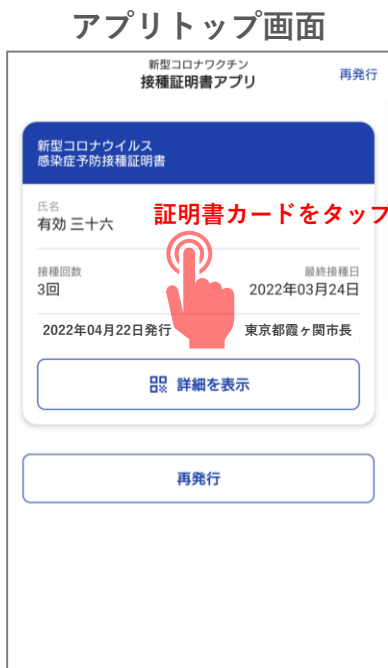 アプリトップ画面
新型コロナワクチン
接種証明書アプリ
再発行
新型コロナウイルス
感染症予防接種証明書
氏名
有効 三十六
証明書カードをタップ
接種回数
3回
最終接種日
2022年03月24日
2022年04月22日発行
東京都霞ヶ関市長
詳細を表示
再発行